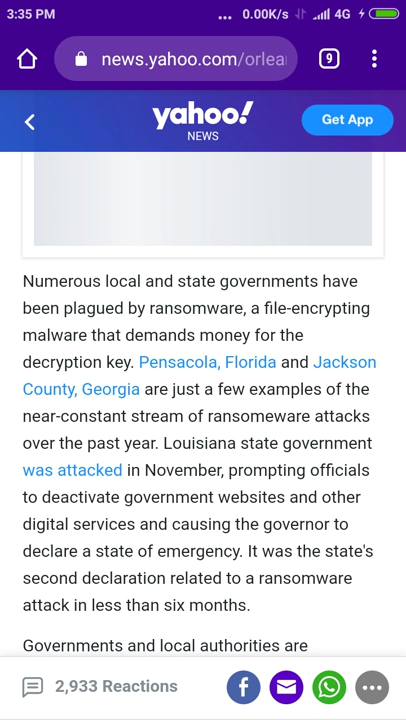 3:35 PM ... 0.00K/s 4G
news.yahoo.com/orlea
9
yahoo!
NEWS
Get App
Numerous local and state governments have
been plagued by ransomware, a file-encrypting
malware that demands money for the
decryption key. Pensacola, Florida and Jackson
County, Georgia are just a few examples of the
near-constant stream of ransomeware attacks
over the past year. Louisiana state government
was attacked in November, prompting officials
to deactivate government websites and other
digital services and causing the governor to
declare a state of emergency. It was the state's
second declaration related to a ransomware
attack in less than six months.
Governments and local authorities are
2,933 Reactions